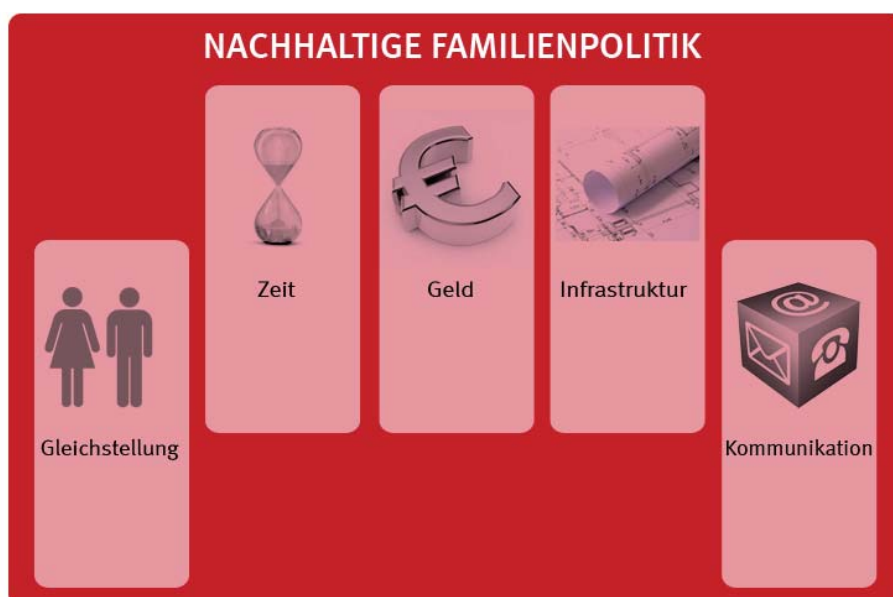 NACHHALTIGE FAMILIENPOLITIK
Zeit
Geld
Infrastruktur
Gleichstellung
Kommunikation
@